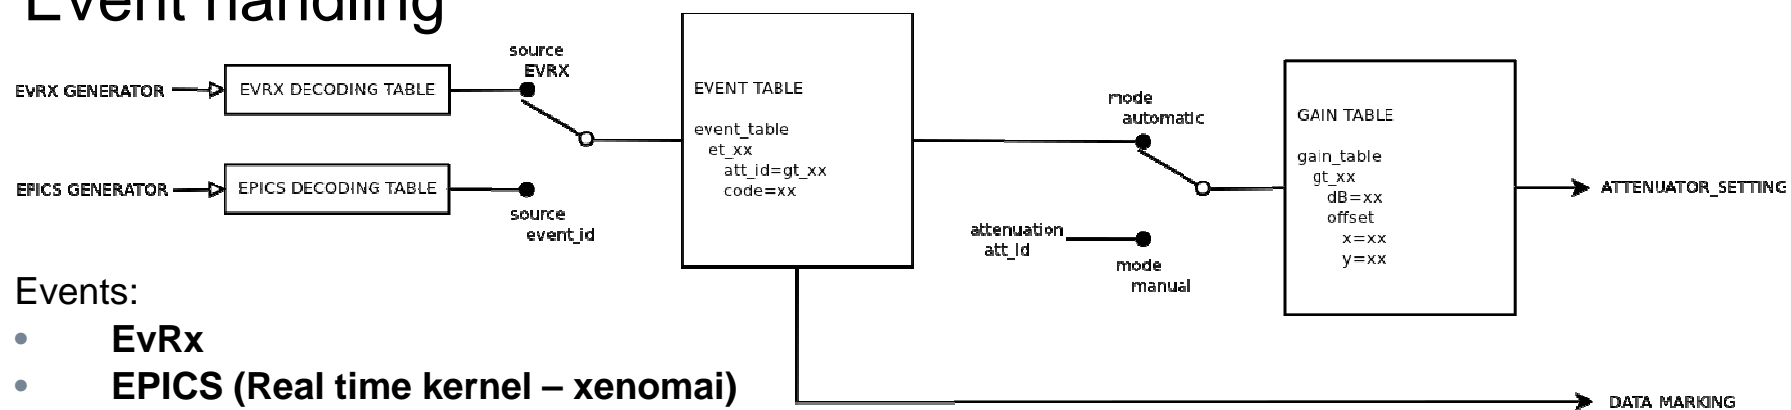 Event handling
EVRX GENERATOR
EVRX DECODING TABLE
source
EVRX
EPICS GENERATOR
EPICS DECODING TABLE
source
event_id
EVENT TABLE
event_table
et_xx
att_id=gt_xx
code=xx
mode
automatic
attenuation
att_id
mode
manual
GAIN TABLE
gain_table
gt_xx
dB=xx
offset
x=xx
y=xx
ATTENUATOR_SETTING
DATA MARKING
Events:
• EvRx
• EPICS (Real time kernel – xenomai)